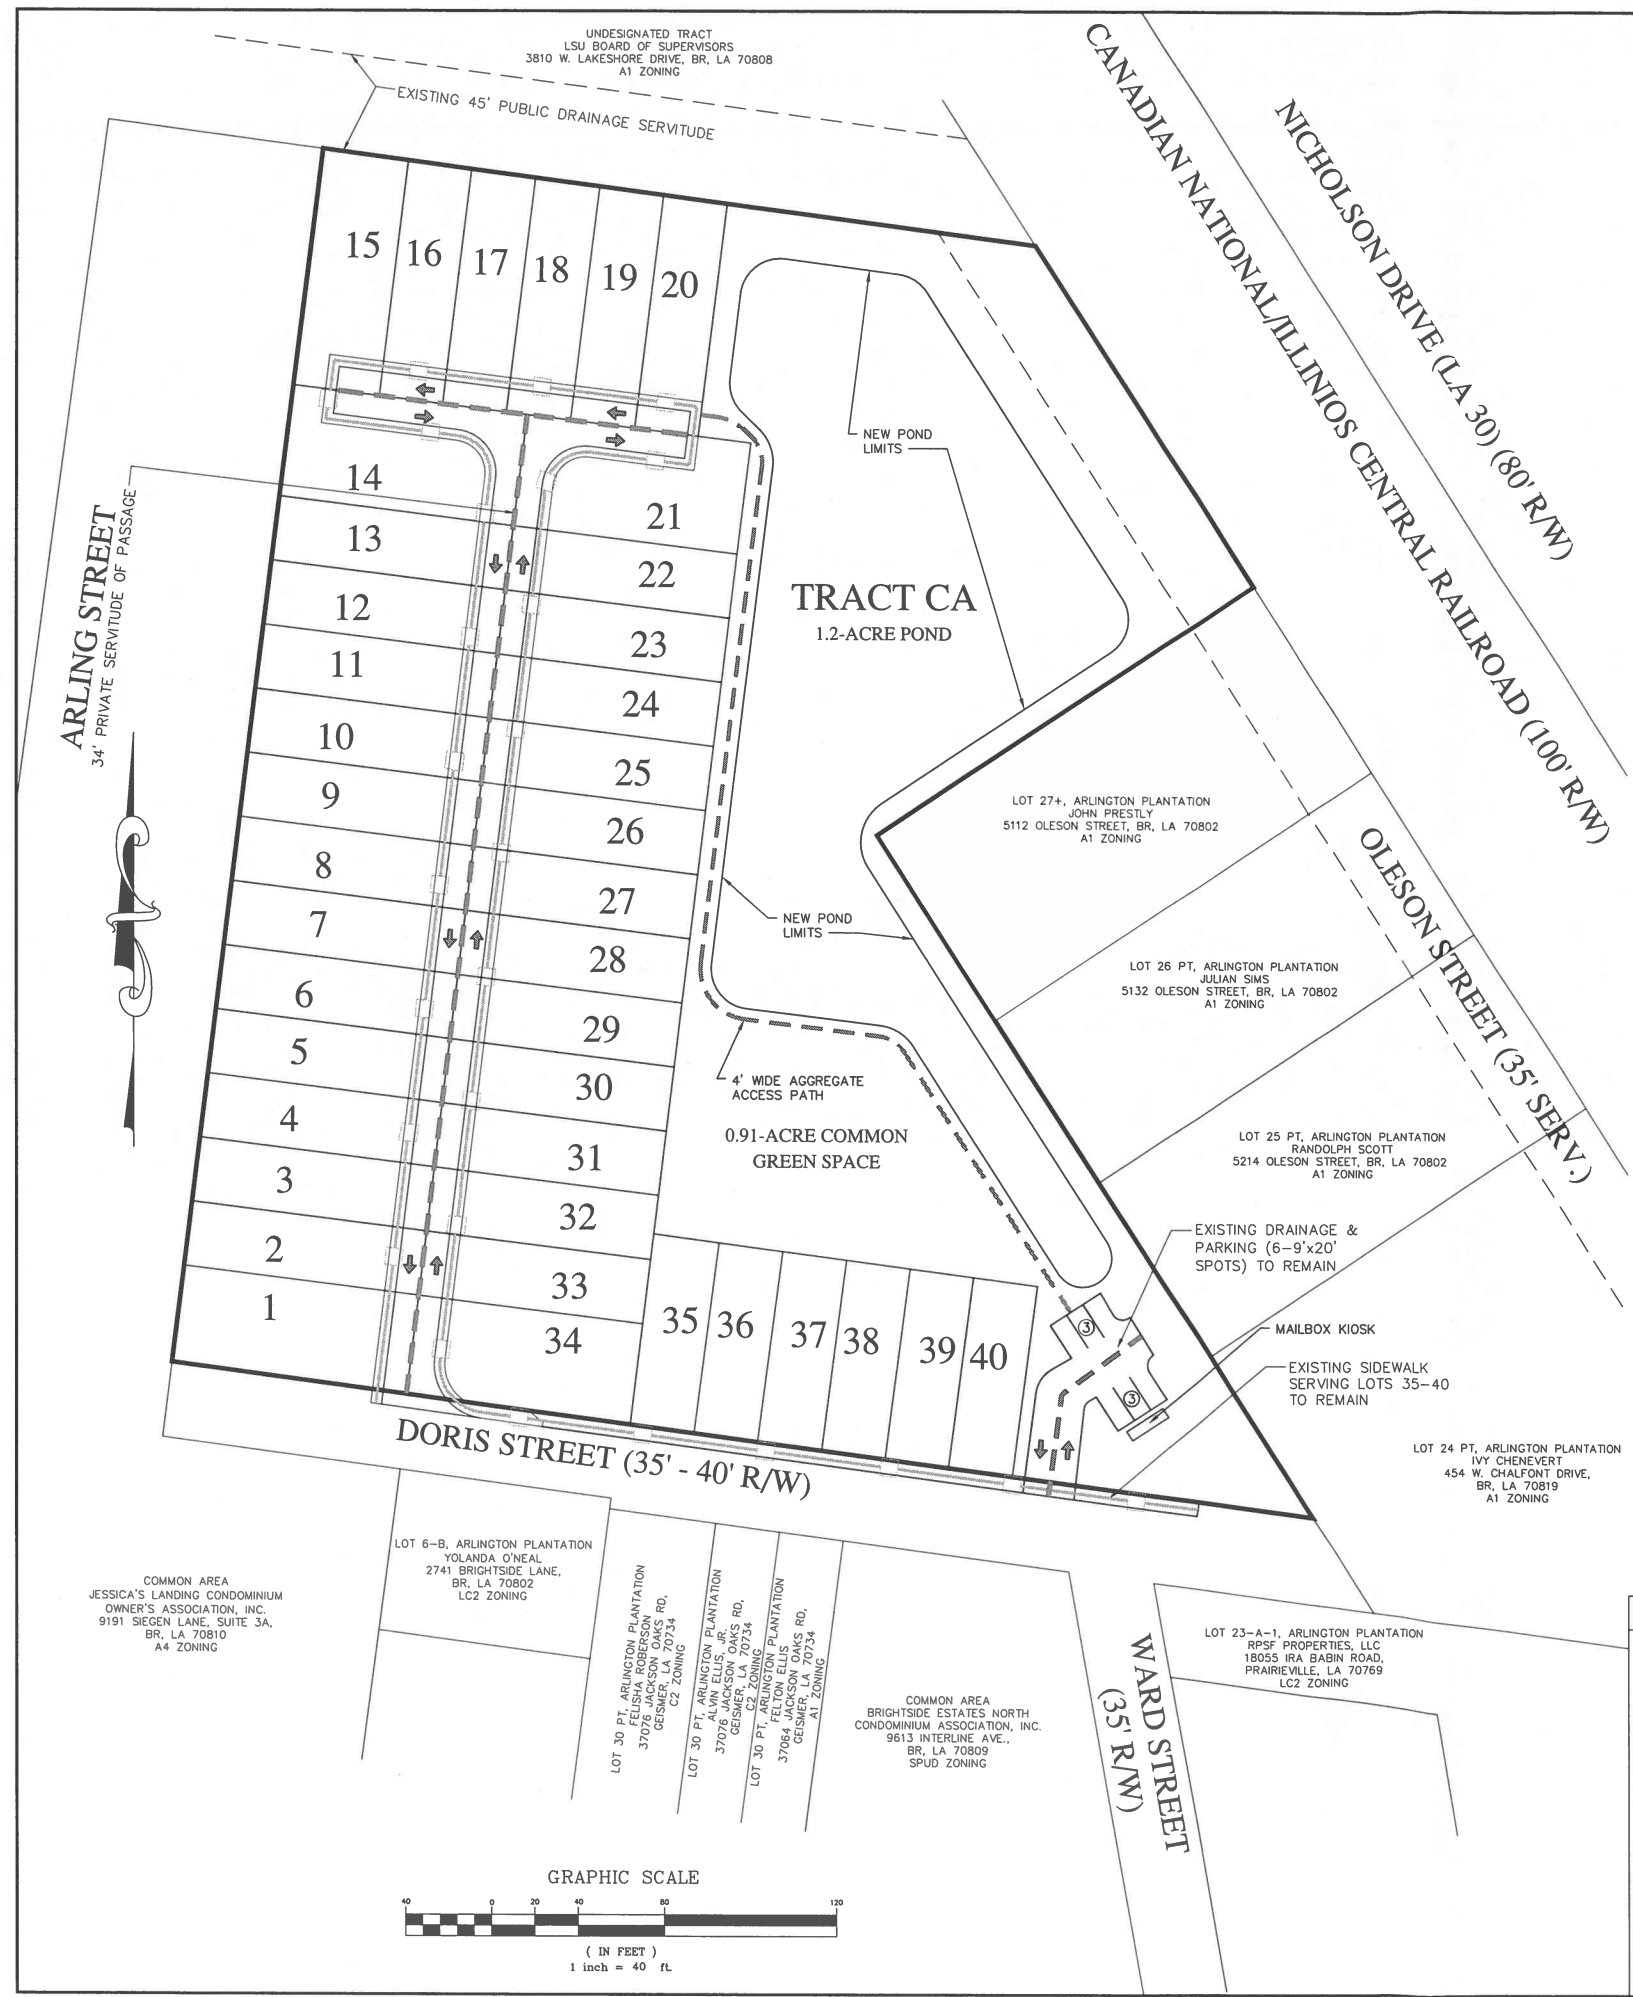 UNDESIGNATED TRACT
LSU BOARD OF SUPERVISORS
3810 W. LAKESHORE DRIVE, BR, LA 70808
A1 ZONING
EXISTING 45' PUBLIC DRAINAGE SERVITUDE
CANADIAN NATIONAL/ILLINIOS CENTRAL RAILROAD (100' R/W)
NICHOLSON DRIVE (LA 30) (80' R/W)
15
16
17
18
19
20
NEW POND
LIMITS
ARLING STREET
34' PRIVATE SERVITUDE OF PASSAGE
14
13
12
11
10
9
8
7
6
5
4
3
2
1
21
22
23
24
25
26
27
28
29
30
31
32
33
34
TRACT CA
1.2-ACRE POND
LOT 27+, ARLINGTON PLANTATION
JOHN PRESTLY
5112 OLESON STREET, BR, LA 70802
A1 ZONING
OLESON STREET (35' SERV.)
NEW POND
LIMITS
LOT 26 PT, ARLINGTON PLANTATION
JULIAN SIMS
5132 OLESON STREET, BR, LA 70802
A1 ZONING
4' WIDE AGGREGATE
ACCESS PATH
0.91-ACRE COMMON
GREEN SPACE
LOT 25 PT, ARLINGTON PLANTATION
RANDOLPH SCOTT
5214 OLESON STREET, BR, LA 70802
A1 ZONING
EXISTING DRAINAGE &
PARKING (6-9'x20'
SPOTS) TO REMAIN
35
36
37
38
39
40
3
3
MAILBOX KIOSK
EXISTING SIDEWALK
SERVING LOTS 35-40
TO REMAIN
DORIS STREET (35' - 40' R/W)
LOT 24 PT, ARLINGTON PLANTATION
IVY CHENEVERT
454 W. CHALFONT DRIVE,
BR, LA 70819
A1 ZONING
COMMON AREA
JESSICA'S LANDING CONDOMINIUM
OWNER'S ASSOCIATION, INC.
9191 SIEGEN LANE, SUITE 3A,
BR, LA 70810
A4 ZONING
LOT 6-B, ARLINGTON PLANTATION
YOLANDA O'NEAL
2741 BRIGHTSIDE LANE,
BR, LA 70802
LC2 ZONING
LOT 30 PT, ARLINGTON PLANTATION
FELISHA ROBERSON
37076 JACKSON OAKS RD,
GEISMER, LA 70734
C2 ZONING
LOT 30 PT, ARLINGTON PLANTATION
ALVIN ELLIS, JR.
37076 JACKSON OAKS RD,
GEISMER, LA 70734
C2 ZONING
LOT 30 PT, ARLINGTON PLANTATION
FELTON ELLIS
37064 JACKSON OAKS RD,
GEISMER, LA 70734
A1 ZONING
COMMON AREA
BRIGHTSIDE ESTATES NORTH
CONDOMINIUM ASSOCIATION, INC.
9613 INTERLINE AVE.,
BR, LA 70809
SPUD ZONING
WARD STREET
(35' R/W)
LOT 23-A-1, ARLINGTON PLANTATION
RPSF PROPERTIES, LLC
18055 IRA BABIN ROAD,
PRAIRIEVILLE, LA 70769
LC2 ZONING
GRAPHIC SCALE
40 0 20 40 80 120
( IN FEET )
1 inch = 40 ft.